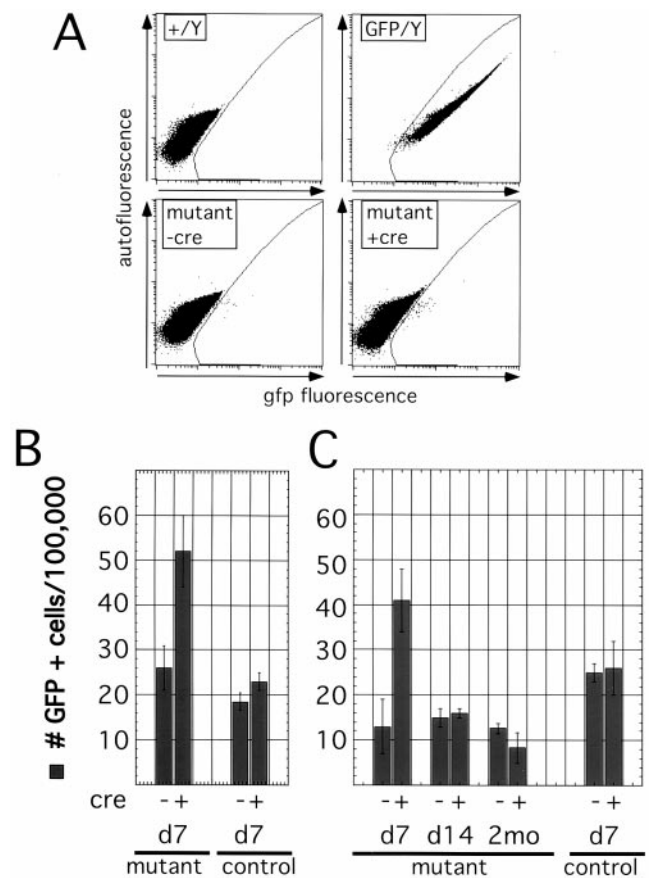 A
+/Y
GFP/Y
mutant
-cre
mutant
+cre
autofluorescence
gfp fluorescence
B
C
# GFP + cells/100,000
60
50
40
30
20
10
60
50
40
30
20
10
cre - + - + - + - + - + - +
d7 d7 d7 d14 2mo d7
mutant control mutant control